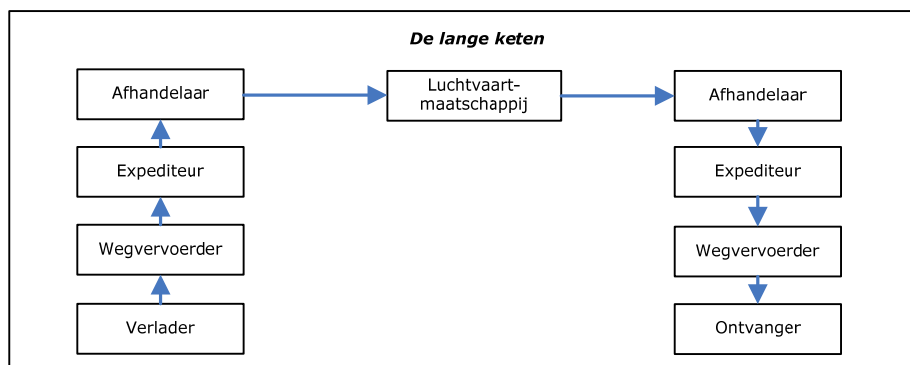 De lange keten
Afhandelaar
Luchtvaart-
maatschappij
Afhandelaar
Expediteur
Expediteur
Wegvervoerder
Wegvervoerder
Verlader
Ontvanger